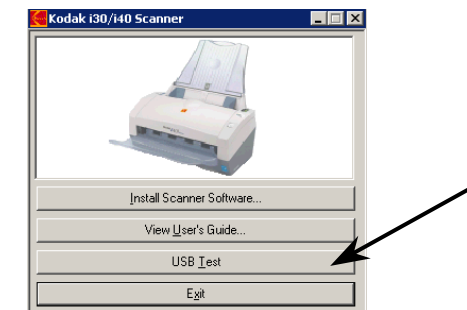 Kodak i30/i40 Scanner
Install Scanner Software...
View User's Guide...
USB Test
Exit